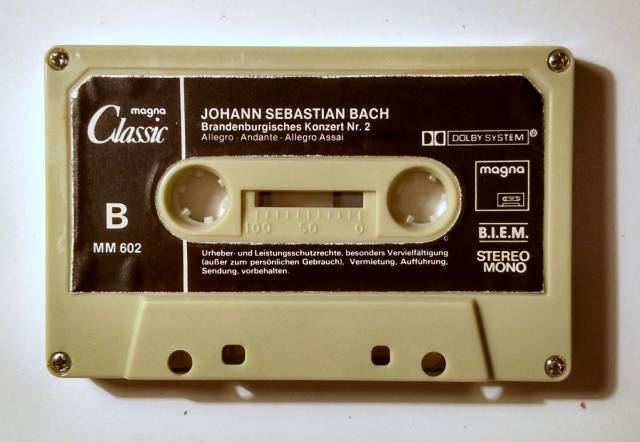 magna
Classic
JOHANN SEBASTIAN BACH
Brandenburgisches Konzert Nr. 2
Allegro · Andante · Allegro Assai
DOLBY SYSTEM®
magna
B
MM 602
100 50 0
B.I.E.M.
STEREO
MONO
Urheber- und Leistungsschutzrechte, besonders Vervielfältigung
(außer zum persönlichen Gebrauch), Vermietung, Aufführung,
Sendung, vorbehalten.